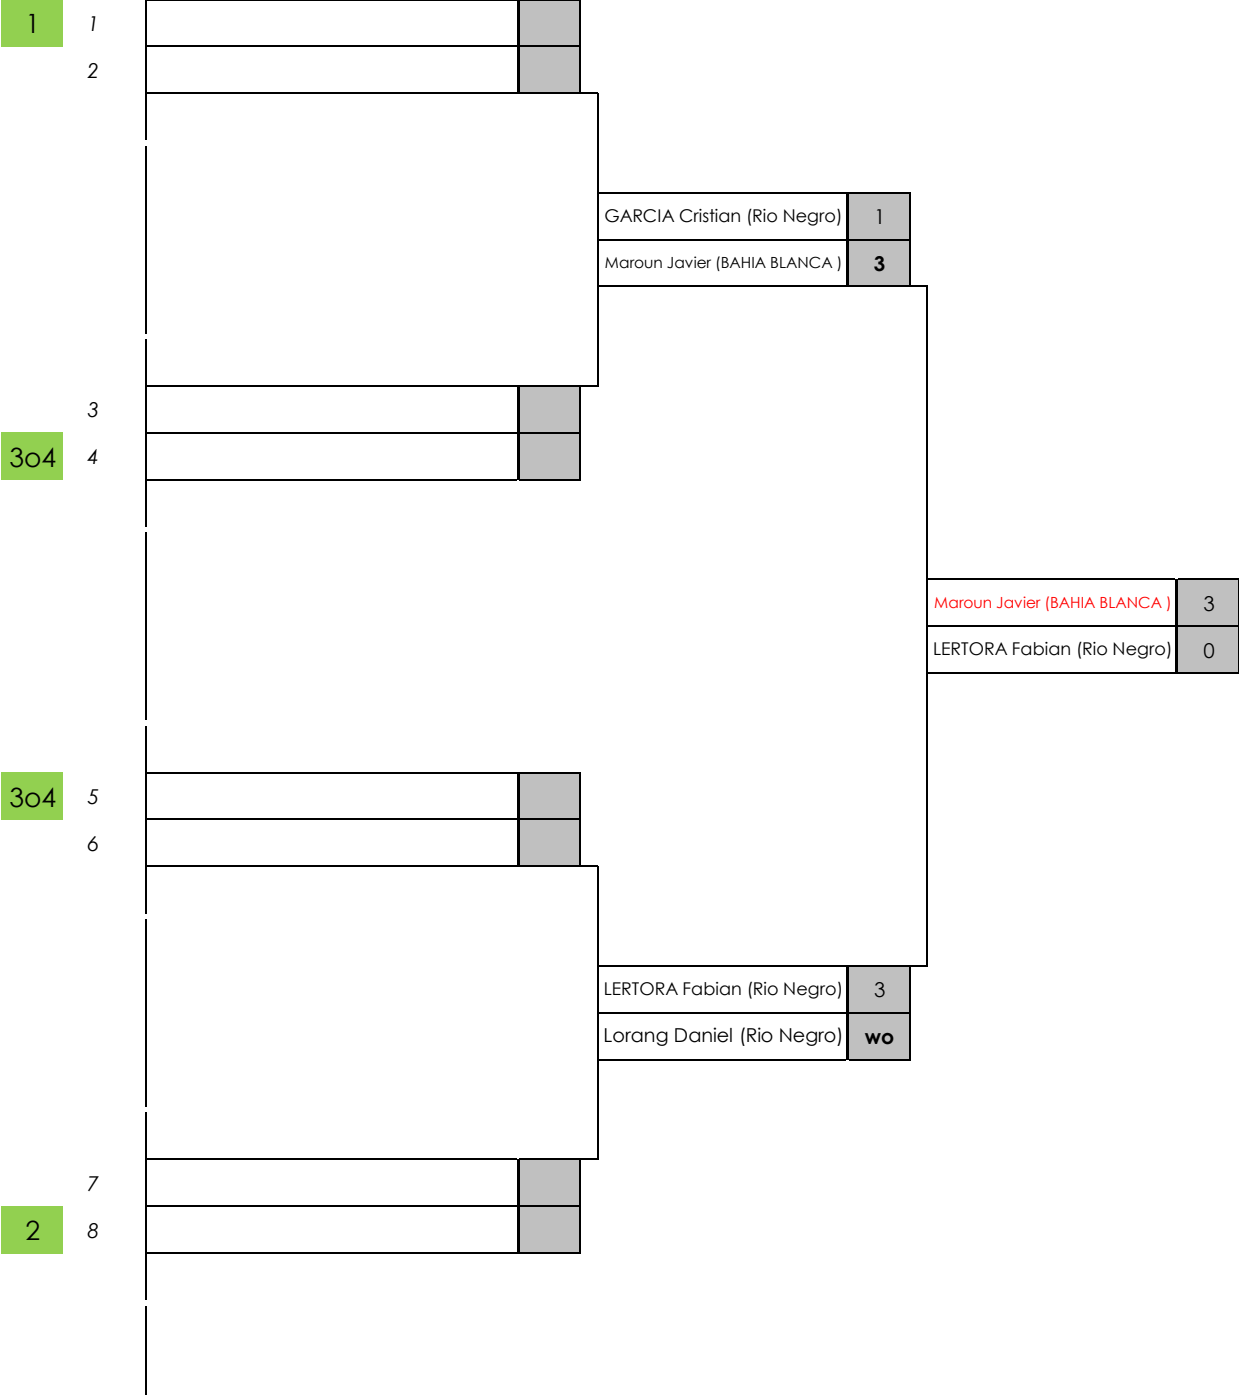 1 1
2
GARCIA Cristian (Rio Negro) 1
Maroun Javier (BAHIA BLANCA ) 3
3
3o4 4
Maroun Javier (BAHIA BLANCA ) 3
LERTORA Fabian (Rio Negro) 0
3o4 5
6
LERTORA Fabian (Rio Negro) 3
Lorang Daniel (Rio Negro) wo
7
2 8